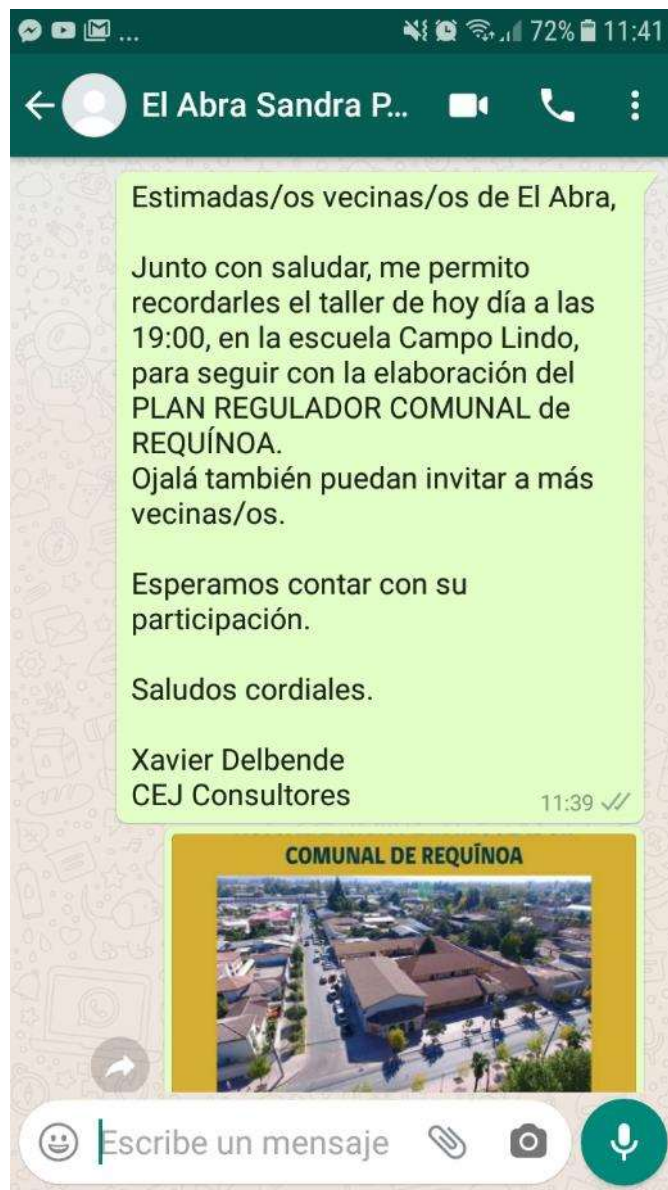 ... 72% 11:41
El Abra Sandra P...
Estimadas/os vecinas/os de El Abra,
Junto con saludar, me permito
recordarles el taller de hoy día a las
19:00, en la escuela Campo Lindo,
para seguir con la elaboración del
PLAN REGULADOR COMUNAL de
REQUÍNOA.
Ojalá también puedan invitar a más
vecinas/os.
Esperamos contar con su
participación.
Saludos cordiales.
Xavier Delbende
CEJ Consultores
11:39
COMUNAL DE REQUÍNOA
Escribe un mensaje